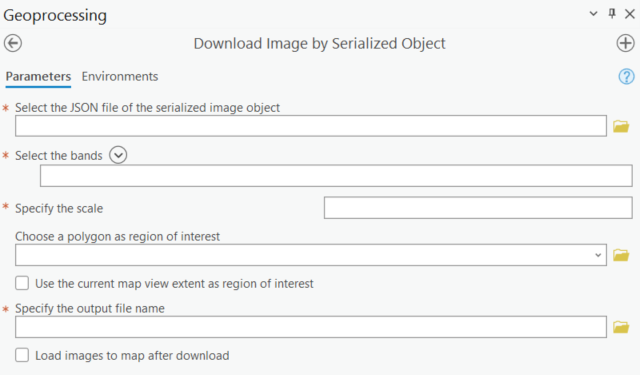 Geoprocessing
Download Image by Serialized Object
Parameters Environments
* Select the JSON file of the serialized image object
* Select the bands
* Specify the scale
Choose a polygon as region of interest
Use the current map view extent as region of interest
* Specify the output file name
Load images to map after download